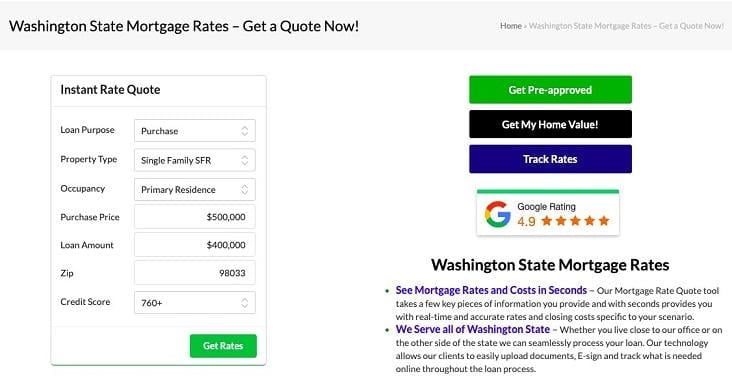 Washington State Mortgage Rates – Get a Quote Now!
Home » Washington State Mortgage Rates – Get a Quote Now!
Instant Rate Quote
Loan Purpose Purchase
Property Type Single Family SFR
Occupancy Primary Residence
Purchase Price $500,000
Loan Amount $400,000
Zip 98033
Credit Score 760+
Get Rates
Get Pre-approved
Get My Home Value!
Track Rates
Google Rating
4.9
Washington State Mortgage Rates
• See Mortgage Rates and Costs in Seconds – Our Mortgage Rate Quote tool
takes a few key pieces of information you provide and with seconds provides you
with real-time and accurate rates and closing costs specific to your scenario.
• We Serve all of Washington State – Whether you live close to our office or on
the other side of the state we can seamlessly process your loan. Our technology
allows our clients to easily upload documents, E-sign and track what is needed
online throughout the loan process.